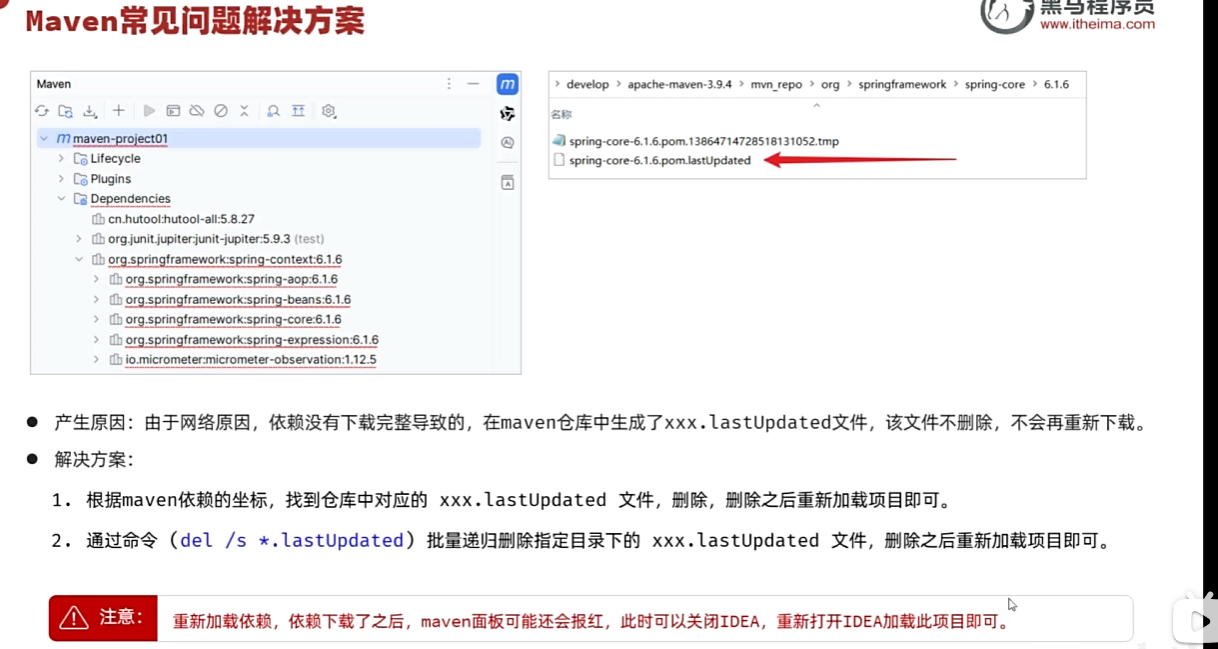 Maven常见问题解决方案
黑马程序员
www.itheima.com
Maven
maven-project01
Lifecycle
Plugins
Dependencies
cn.hutool:hutool-all:5.8.27
org.junit.jupiter:junit-jupiter:5.9.3 (test)
org.springframework:spring-context:6.1.6
org.springframework:spring-aop:6.1.6
org.springframework:spring-beans:6.1.6
org.springframework:spring-core:6.1.6
org.springframework:spring-expression:6.1.6
io.micrometer:micrometer-observation:1.12.5
develop > apache-maven-3.9.4 > mvn_repo > org > springframework > spring-core > 6.1.6
名称
spring-core-6.1.6.pom.13864714728518131052.tmp
spring-core-6.1.6.pom.lastUpdated
产生原因：由于网络原因，依赖没有下载完整导致的，在maven仓库中生成了xxx.lastUpdated文件，该文件不删除，不会再重新下载。
解决方案：
1. 根据maven依赖的坐标，找到仓库中对应的 xxx.lastUpdated 文件，删除，删除之后重新加载项目即可。
2. 通过命令（del /s *.lastUpdated）批量递归删除指定目录下的 xxx.lastUpdated 文件，删除之后重新加载项目即可。
注意：
重新加载依赖，依赖下载了之后，maven面板可能还会报红，此时可以关闭IDEA，重新打开IDEA加载此项目即可。